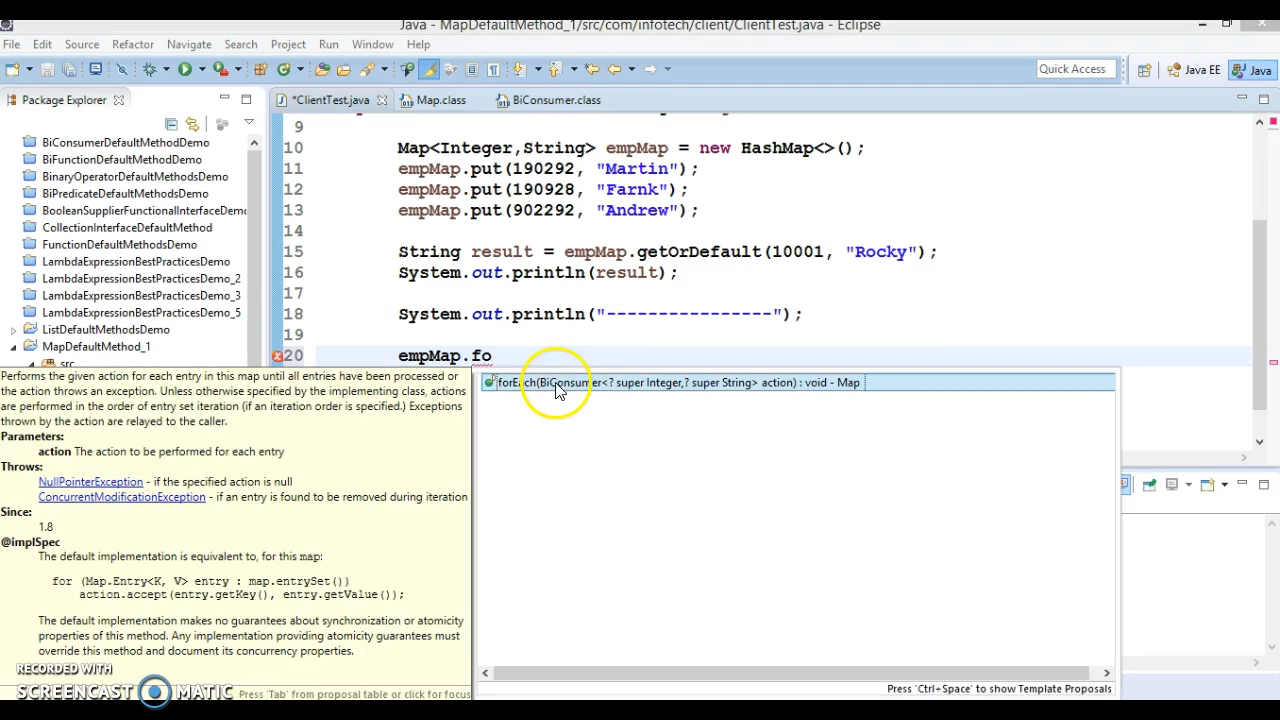 Java - MapDefaultMethod_1/src/com/infotech/client/ClientTest.java - Eclipse
File Edit Source Refactor Navigate Search Project Run Window Help
Quick Access Java EE Java
Package Explorer
*ClientTest.java Map.class BiConsumer.class
BiConsumerDefaultMethodDemo
BiFunctionDefaultMethodDemo
BinaryOperatorDefaultMethodsDemo
BiPredicateDefaultMethodsDemo
BooleanSupplierFunctionalInterfaceDemo
CollectionInterfaceDefaultMethod
FunctionDefaultMethodsDemo
LambdaExpressionBestPracticesDemo
LambdaExpressionBestPracticesDemo_2
LambdaExpressionBestPracticesDemo_3
LambdaExpressionBestPracticesDemo_5
ListDefaultMethodsDemo
MapDefaultMethod_1
src
9
10 Map<Integer,String> empMap = new HashMap<>();
11 empMap.put(190292, "Martin");
12 empMap.put(190928, "Farnk");
13 empMap.put(902292, "Andrew");
14
15 String result = empMap.getOrDefault(10001, "Rocky");
16 System.out.println(result);
17
18 System.out.println("----------------");
19
20 empMap.fo
forEach(BiConsumer<? super Integer,? super String> action) : void - Map
Performs the given action for each entry in this map until all entries have been processed or
the action throws an exception. Unless otherwise specified by the implementing class, actions
are performed in the order of entry set iteration (if an iteration order is specified.) Exceptions
thrown by the action are relayed to the caller.
Parameters:
action The action to be performed for each entry
Throws:
NullPointerException - if the specified action is null
ConcurrentModificationException - if an entry is found to be removed during iteration
Since:
1.8
@implSpec
The default implementation is equivalent to, for this map:
for (Map.Entry<K, V> entry : map.entrySet())
action.accept(entry.getKey(), entry.getValue());
The default implementation makes no guarantees about synchronization or atomicity
properties of this method. Any implementation providing atomicity guarantees must
override this method and document its concurrency properties.
Press 'Tab' from proposal table or click for focus
Press 'Ctrl+Space' to show Template Proposals
RECORDED WITH
SCREENCAST MATIC